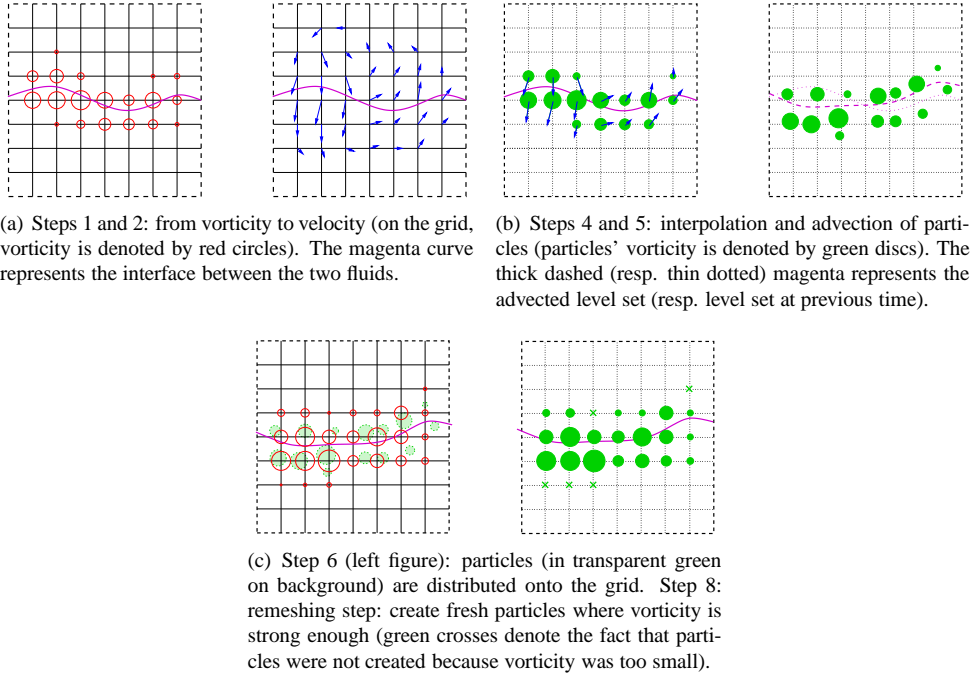 (a) Steps 1 and 2: from vorticity to velocity (on the grid,
vorticity is denoted by red circles). The magenta curve
represents the interface between the two fluids.
(b) Steps 4 and 5: interpolation and advection of parti-
cles (particles' vorticity is denoted by green discs). The
thick dashed (resp. thin dotted) magenta represents the
advected level set (resp. level set at previous time).
(c) Step 6 (left figure): particles (in transparent green
on background) are distributed onto the grid. Step 8:
remeshing step: create fresh particles where vorticity is
strong enough (green crosses denote the fact that parti-
cles were not created because vorticity was too small).